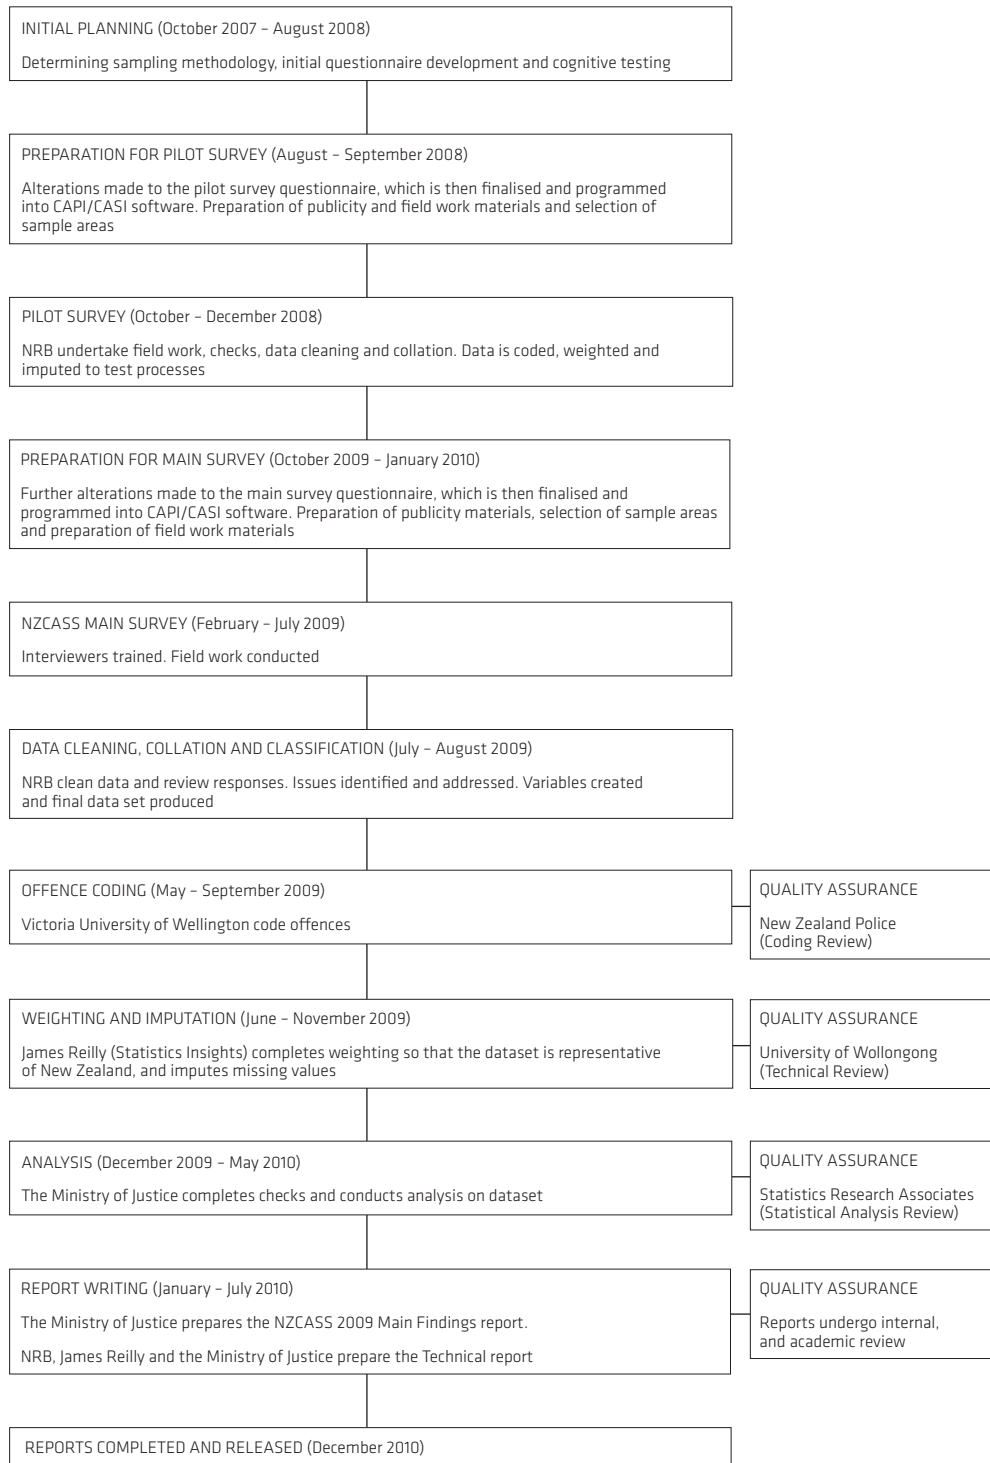 INITIAL PLANNING (October 2007 – August 2008)
Determining sampling methodology, initial questionnaire development and cognitive testing
PREPARATION FOR PILOT SURVEY (August – September 2008)
Alterations made to the pilot survey questionnaire, which is then finalised and programmed
into CAPI/CASI software. Preparation of publicity and field work materials and selection of
sample areas
PILOT SURVEY (October – December 2008)
NRB undertake field work, checks, data cleaning and collation. Data is coded, weighted and
imputed to test processes
PREPARATION FOR MAIN SURVEY (October 2009 – January 2010)
Further alterations made to the main survey questionnaire, which is then finalised and
programmed into CAPI/CASI software. Preparation of publicity materials, selection of sample areas
and preparation of field work materials
NZCASS MAIN SURVEY (February – July 2009)
Interviewers trained. Field work conducted
DATA CLEANING, COLLATION AND CLASSIFICATION (July – August 2009)
NRB clean data and review responses. Issues identified and addressed. Variables created
and final data set produced
OFFENCE CODING (May – September 2009)
Victoria University of Wellington code offences
QUALITY ASSURANCE
New Zealand Police
(Coding Review)
WEIGHTING AND IMPUTATION (June – November 2009)
James Reilly (Statistics Insights) completes weighting so that the dataset is representative
of New Zealand, and imputes missing values
QUALITY ASSURANCE
University of Wollongong
(Technical Review)
ANALYSIS (December 2009 – May 2010)
The Ministry of Justice completes checks and conducts analysis on dataset
QUALITY ASSURANCE
Statistics Research Associates
(Statistical Analysis Review)
REPORT WRITING (January – July 2010)
The Ministry of Justice prepares the NZCASS 2009 Main Findings report.
NRB, James Reilly and the Ministry of Justice prepare the Technical report
QUALITY ASSURANCE
Reports undergo internal,
and academic review
REPORTS COMPLETED AND RELEASED (December 2010)